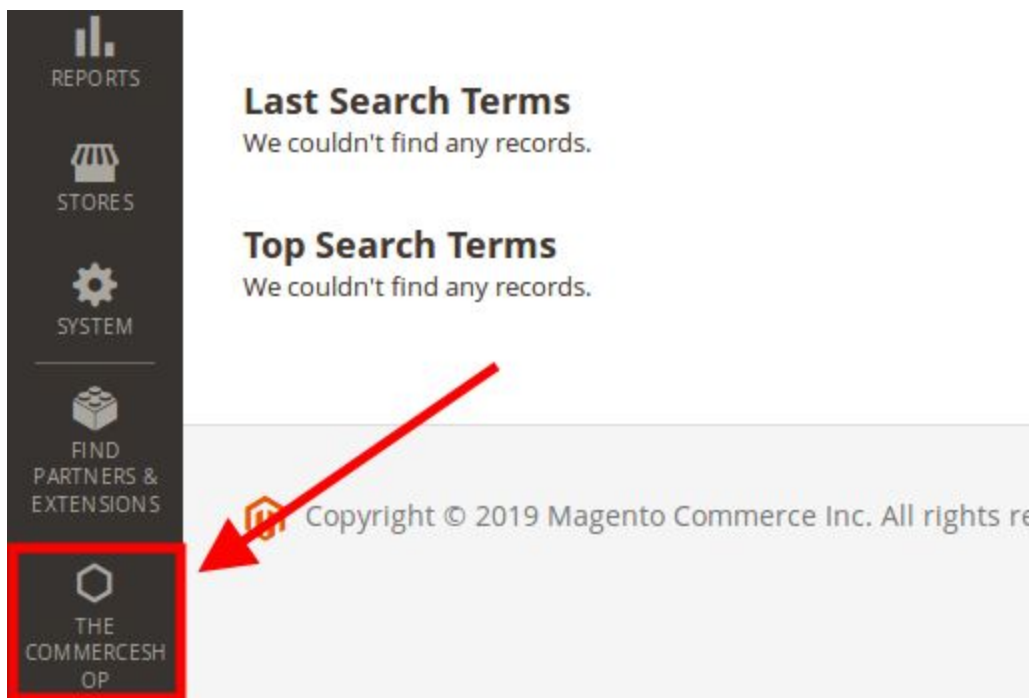 REPORTS
STORES
SYSTEM
FIND
PARTNERS &
EXTENSIONS
THE
COMMERCESH
OP
Last Search Terms
We couldn't find any records.
Top Search Terms
We couldn't find any records.
Copyright © 2019 Magento Commerce Inc. All rights re